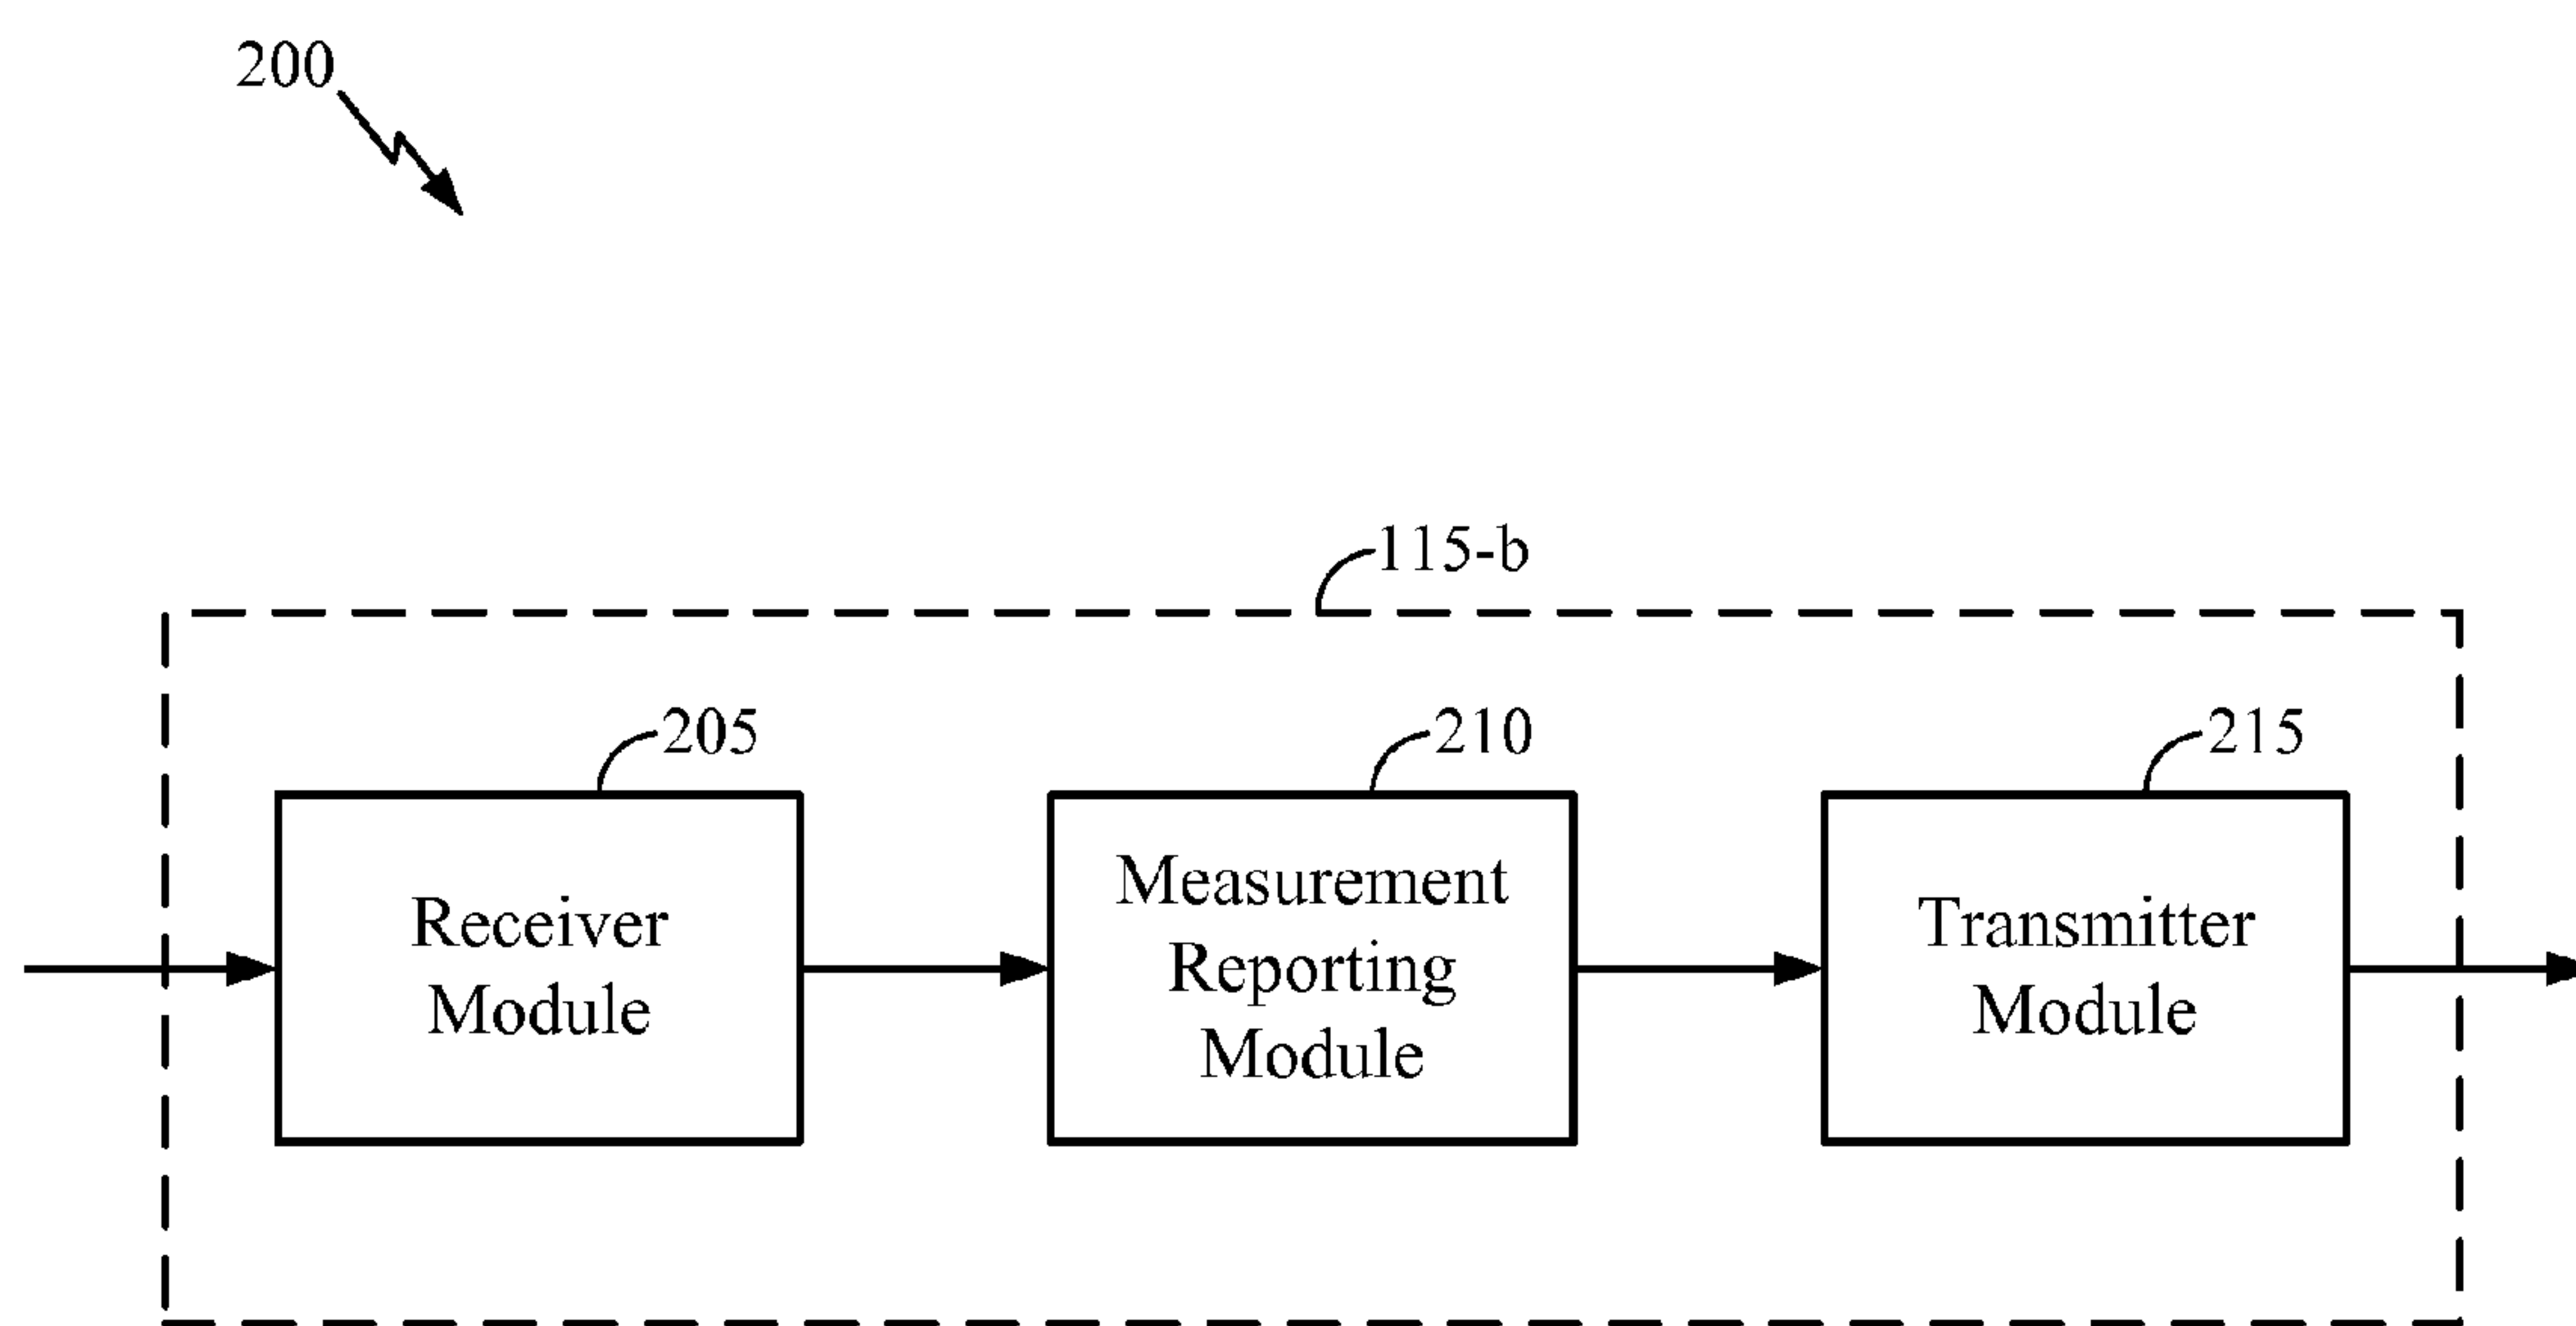 200
115-b
205
210
215
Receiver
Module
Measurement
Reporting
Module
Transmitter
Module